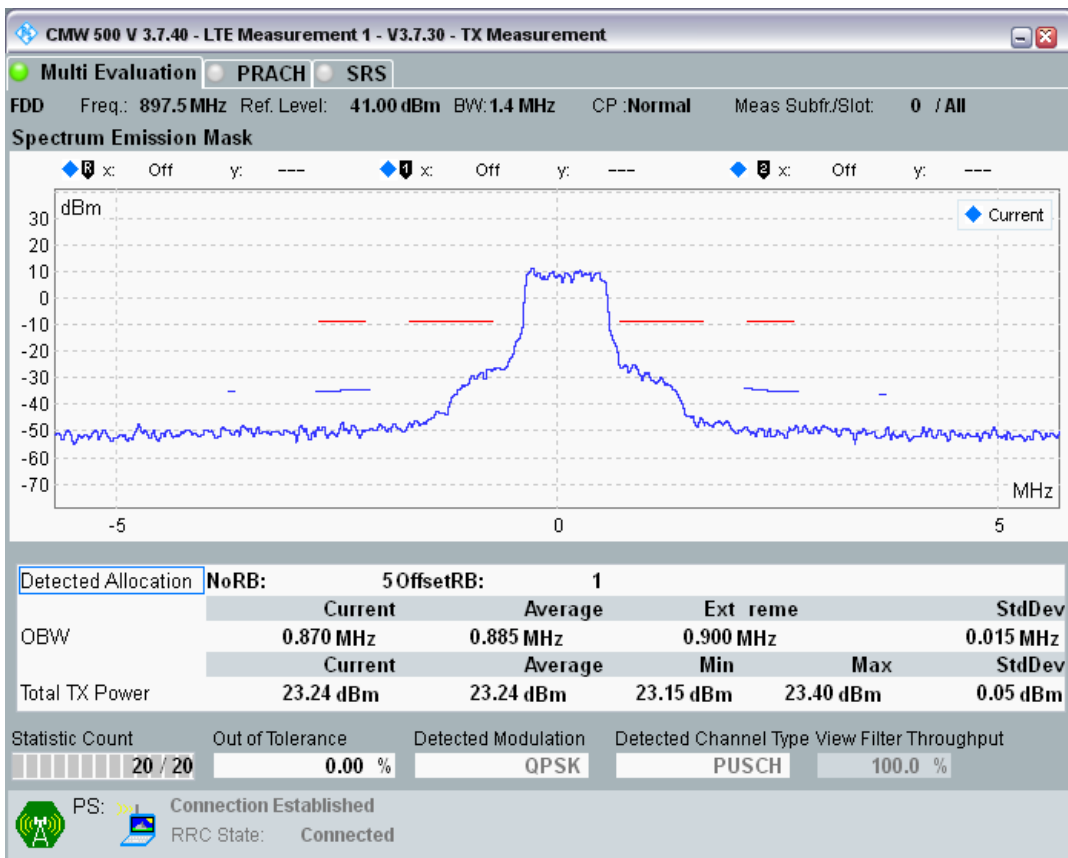 CMW 500 V 3.7.40 - LTE Measurement 1 - V3.7.30 - TX Measurement
Multi Evaluation PRACH SRS
FDD Freq.: 897.5 MHz Ref. Level: 41.00 dBm BW: 1.4 MHz CP :Normal Meas Subfr./Slot: 0 / All
Spectrum Emission Mask
R x: Off y: --- 1 x: Off y: --- 2 x: Off y: ---
dBm
Current
30
20
10
0
-10
-20
-30
-40
-50
-60
-70
MHz
-5 0 5
Detected Allocation NoRB: 5 OffsetRB: 1
Current Average Ext reme StdDev
OBW 0.870 MHz 0.885 MHz 0.900 MHz 0.015 MHz
Current Average Min Max StdDev
Total TX Power 23.24 dBm 23.24 dBm 23.15 dBm 23.40 dBm 0.05 dBm
Statistic Count Out of Tolerance Detected Modulation Detected Channel Type View Filter Throughput
20 / 20 0.00 % QPSK PUSCH 100.0 %
PS: Connection Established
RRC State: Connected